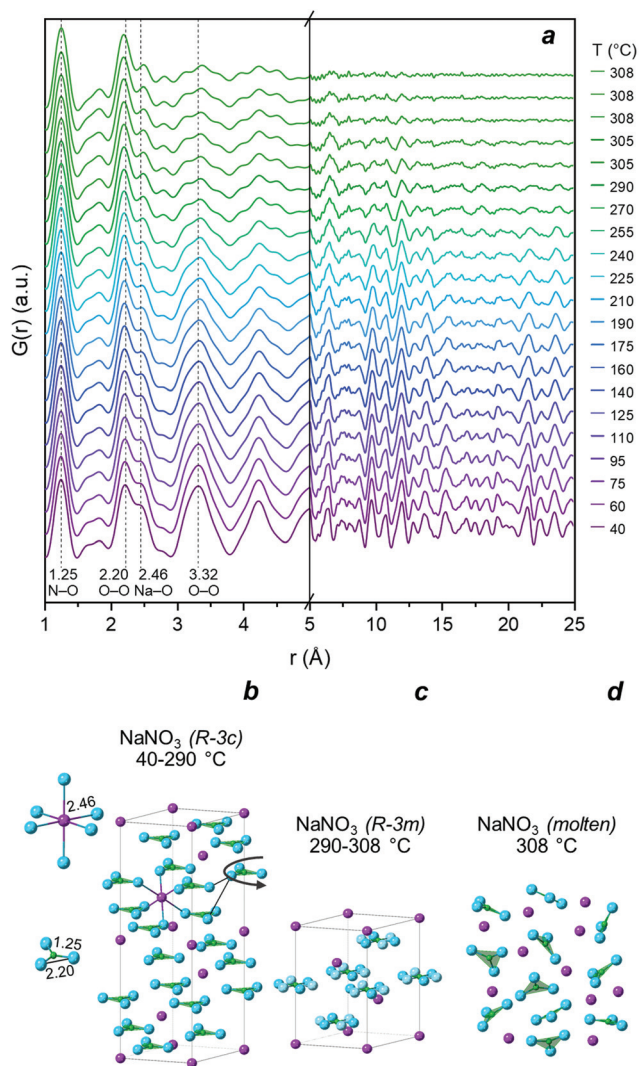 a
T (°C)
308
308
308
305
305
290
270
255
240
225
210
190
175
160
140
125
110
95
75
60
40
G(r) (a.u.)
1.25 2.20 2.46 3.32
N–O O–O Na–O O–O
1 2 3 4 5 10 15 20 25
r (Å)
b c d
NaNO₃ (R-3c)
40-290 °C
2.46
1.25
2.20
NaNO₃ (R-3m)
290-308 °C
NaNO₃ (molten)
308 °C